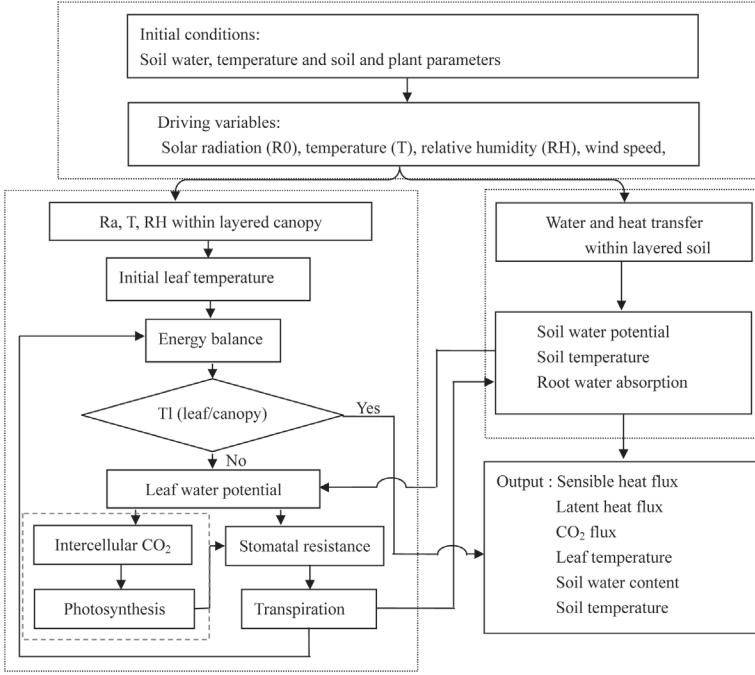 Initial conditions:
Soil water, temperature and soil and plant parameters
Driving variables:
Solar radiation (R0), temperature (T), relative humidity (RH), wind speed,
Ra, T, RH within layered canopy
Initial leaf temperature
Energy balance
Tl (leaf/canopy)
Yes
No
Leaf water potential
Intercellular CO₂
Stomatal resistance
Photosynthesis
Transpiration
Water and heat transfer
within layered soil
Soil water potential
Soil temperature
Root water absorption
Output : Sensible heat flux
Latent heat flux
CO₂ flux
Leaf temperature
Soil water content
Soil temperature